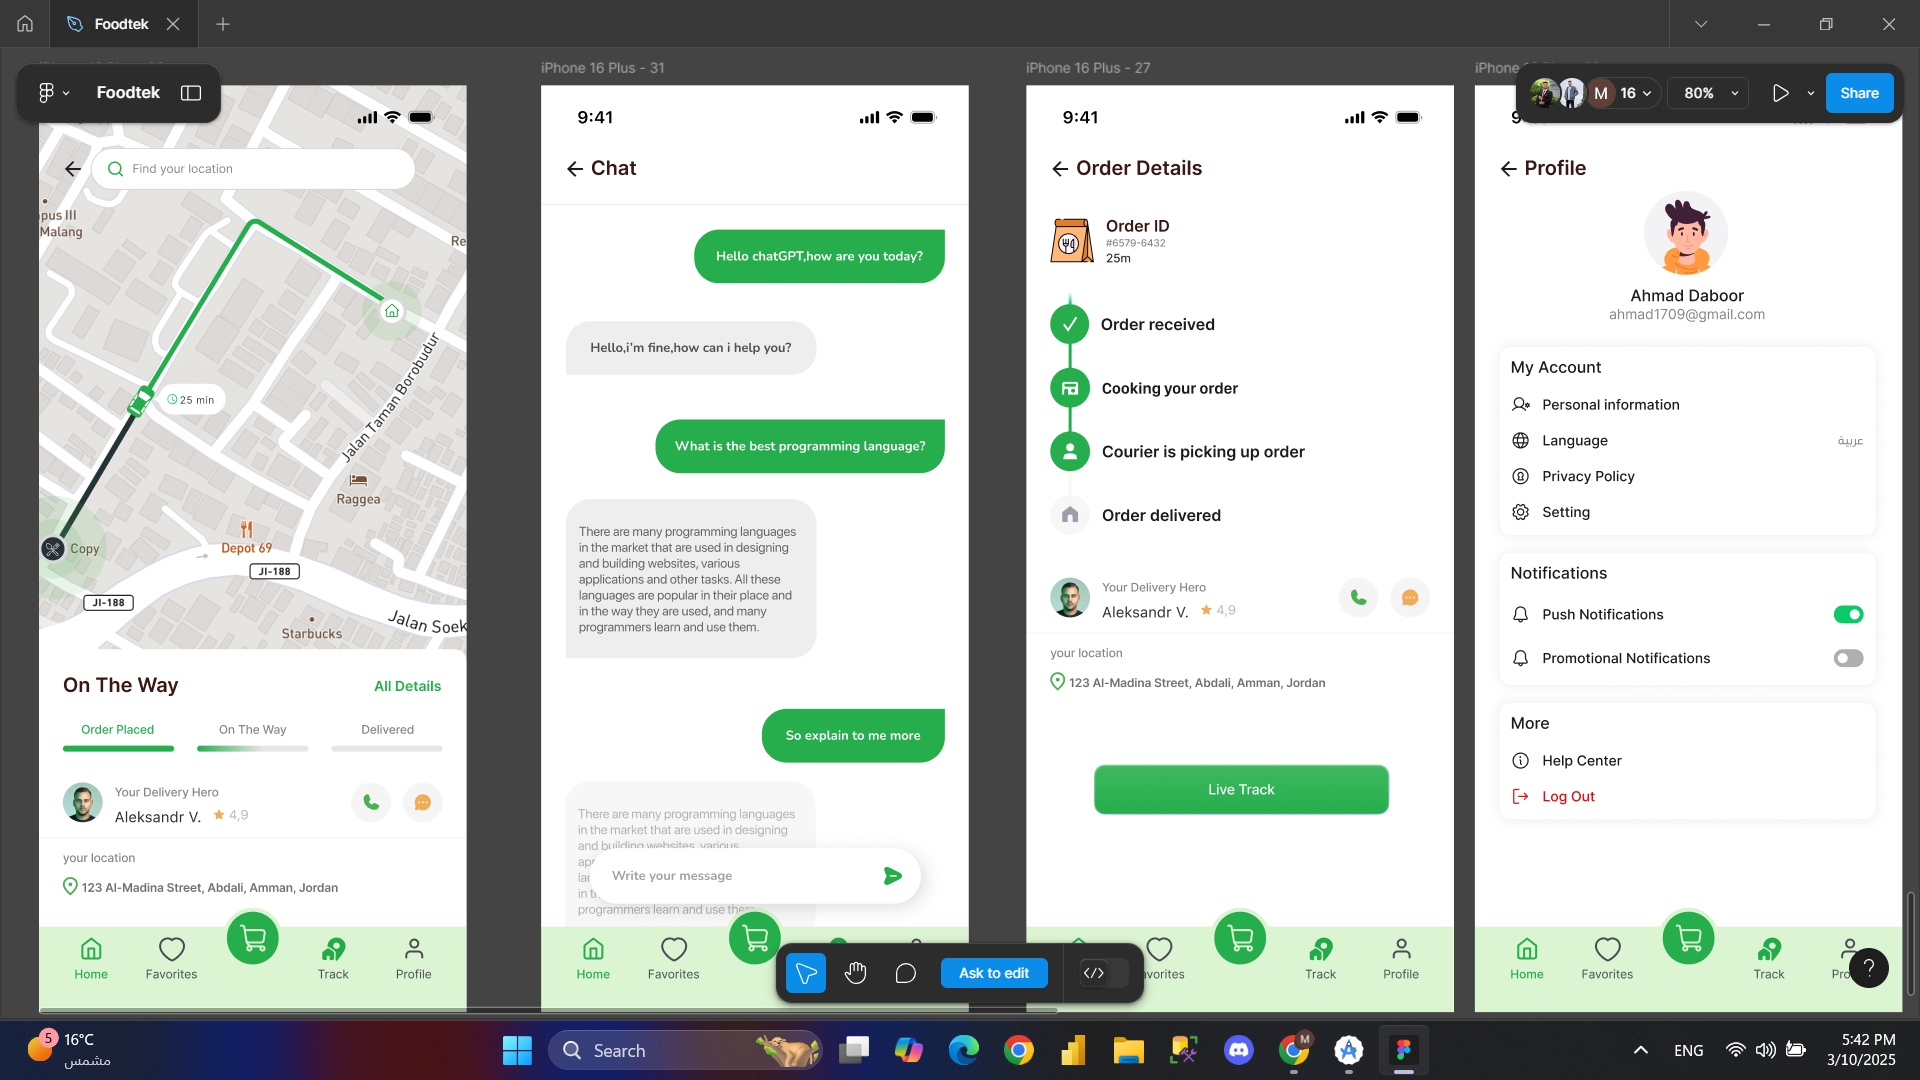 Foodtek
iPhone 16 Plus - 31
iPhone 16 Plus - 27
iPhone
Foodtek
M
16
80%
Share
Find your location
pus III
Malang
Re
25 min
Jalan Taman Borobudur
Raggea
Copy
Depot 69
Jl-188
Jl-188
Starbucks
Jalan Soek
On The Way
All Details
Order Placed
On The Way
Delivered
Your Delivery Hero
Aleksandr V.
4,9
your location
123 Al-Madina Street, Abdali, Amman, Jordan
Home
Favorites
Track
Profile
9:41
Chat
Hello chatGPT,how are you today?
Hello,i'm fine,how can i help you?
What is the best programming language?
There are many programming languages
in the market that are used in designing
and building websites, various
applications and other tasks. All these
languages are popular in their place and
in the way they are used, and many
programmers learn and use them.
So explain to me more
There are many programming languages
in the market that are used in designing
and building websites, various
Write your message
programmers learn and use them.
Home
Favorites
Ask to edit
9:41
Order Details
Order ID
#6579-6432
25m
Order received
Cooking your order
Courier is picking up order
Order delivered
Your Delivery Hero
Aleksandr V.
4,9
your location
123 Al-Madina Street, Abdali, Amman, Jordan
Live Track
vorites
Track
Profile
Profile
Ahmad Daboor
ahmad1709@gmail.com
My Account
Personal information
Language
عربية
Privacy Policy
Setting
Notifications
Push Notifications
Promotional Notifications
More
Help Center
Log Out
Home
Favorites
Track
Pro
?
5
16°C
مشمس
Search
M
ENG
5:42 PM
3/10/2025